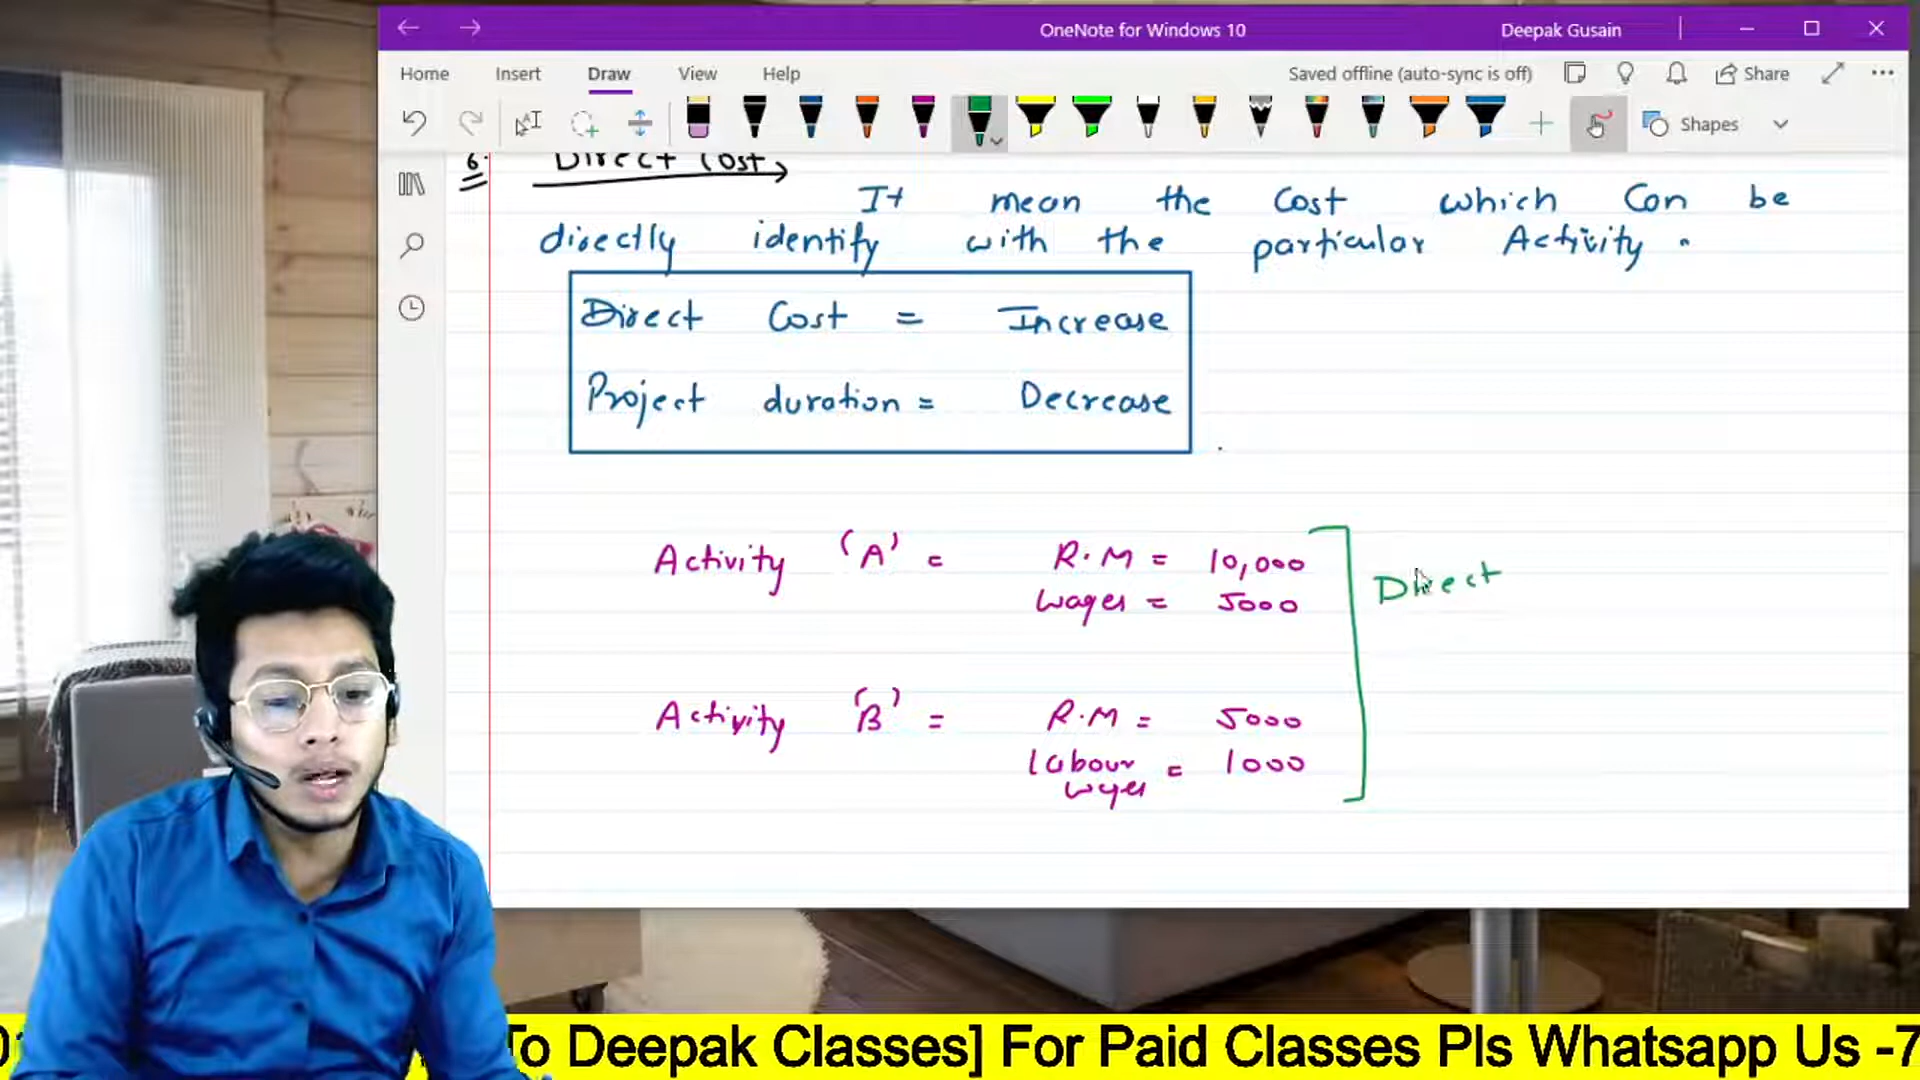 OneNote for Windows 10
Deepak Gusain
Home Insert Draw View Help
Saved offline (auto-sync is off) Share
Shapes
6. Direct Cost
It mean the Cost which Can be
directly identify with the particular Activity.
Direct Cost = Increase
Project duration = Decrease
Activity 'A' = R.M = 10,000
wages = 5000
Direct
Activity 'B' = R.M = 5000
labour = 1000
wges
To Deepak Classes] For Paid Classes Pls Whatsapp Us -7